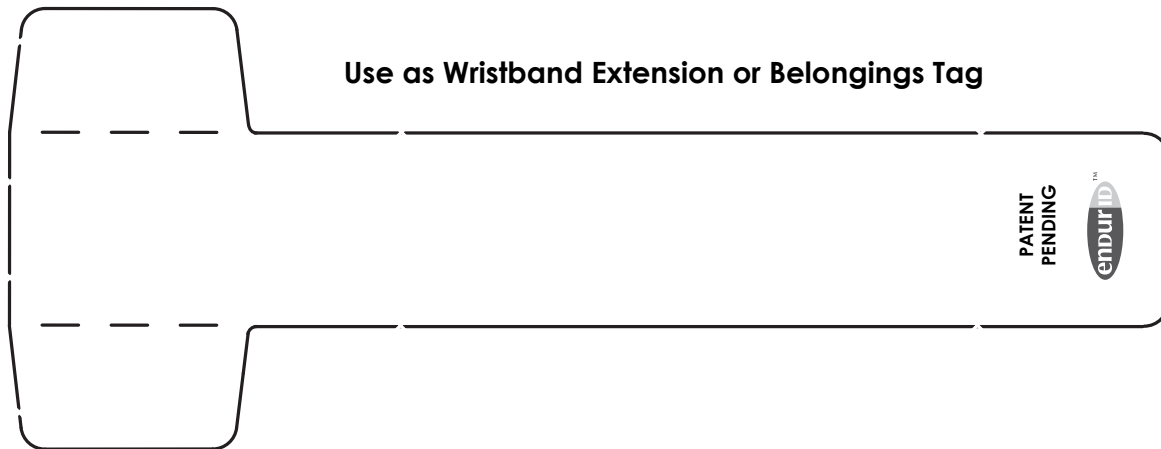 Use as Wristband Extension or Belongings Tag
PATENT
PENDING
enDurID™